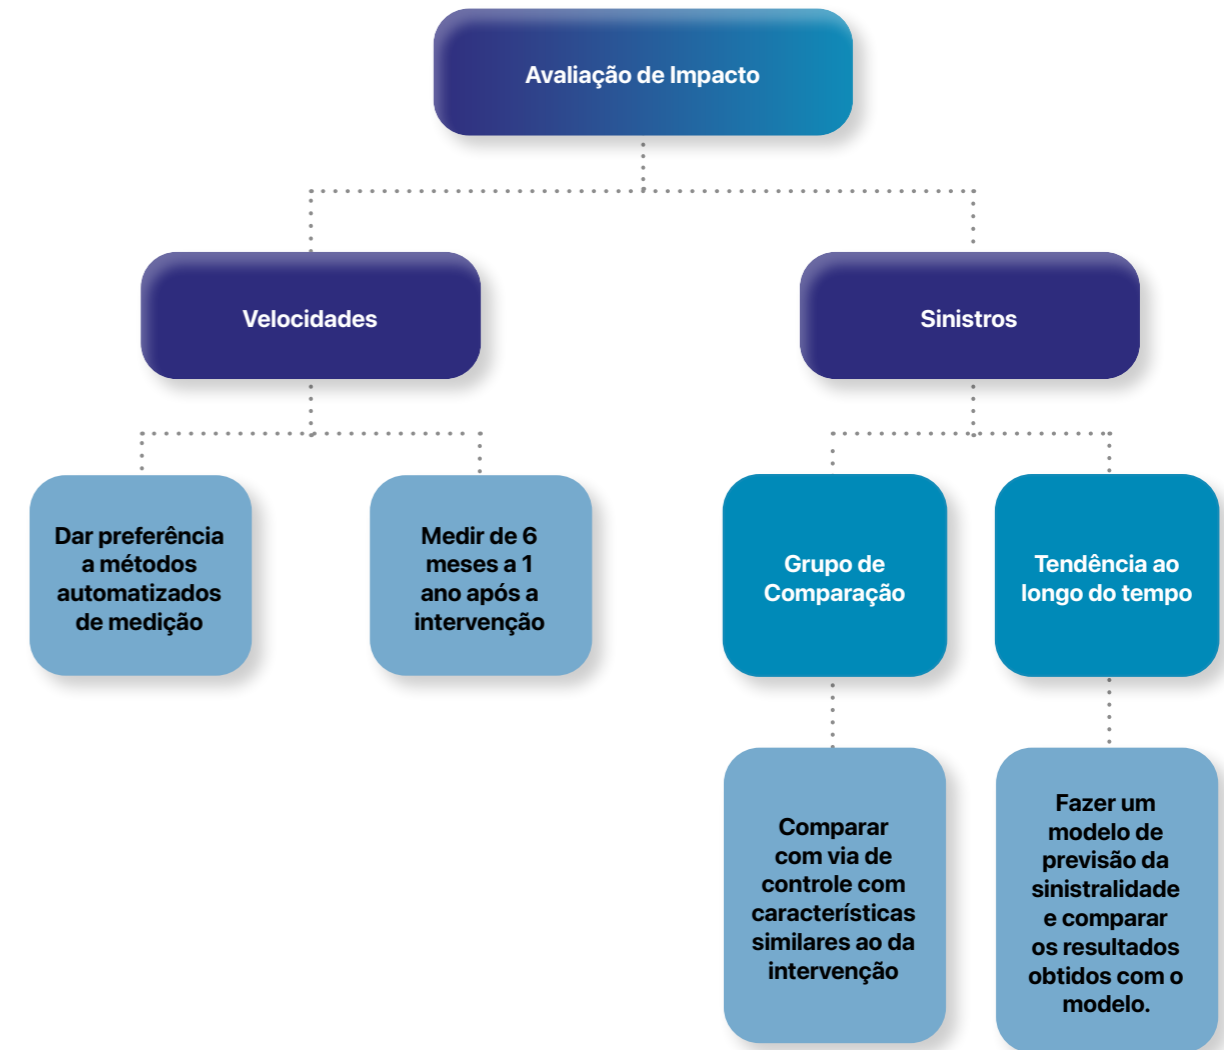 Avaliação de Impacto
Velocidades
Sinistros
Dar preferência
a métodos
automatizados
de medição
Medir de 6
meses a 1
ano após a
intervenção
Grupo de
Comparação
Tendência ao
longo do tempo
Comparar
com via de
controle com
características
similares ao da
intervenção
Fazer um
modelo de
previsão da
sinistralidade
e comparar
os resultados
obtidos com o
modelo.